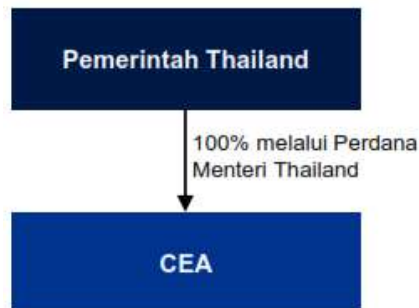 Pemerintah Thailand
100% melalui Perdana
Menteri Thailand
CEA